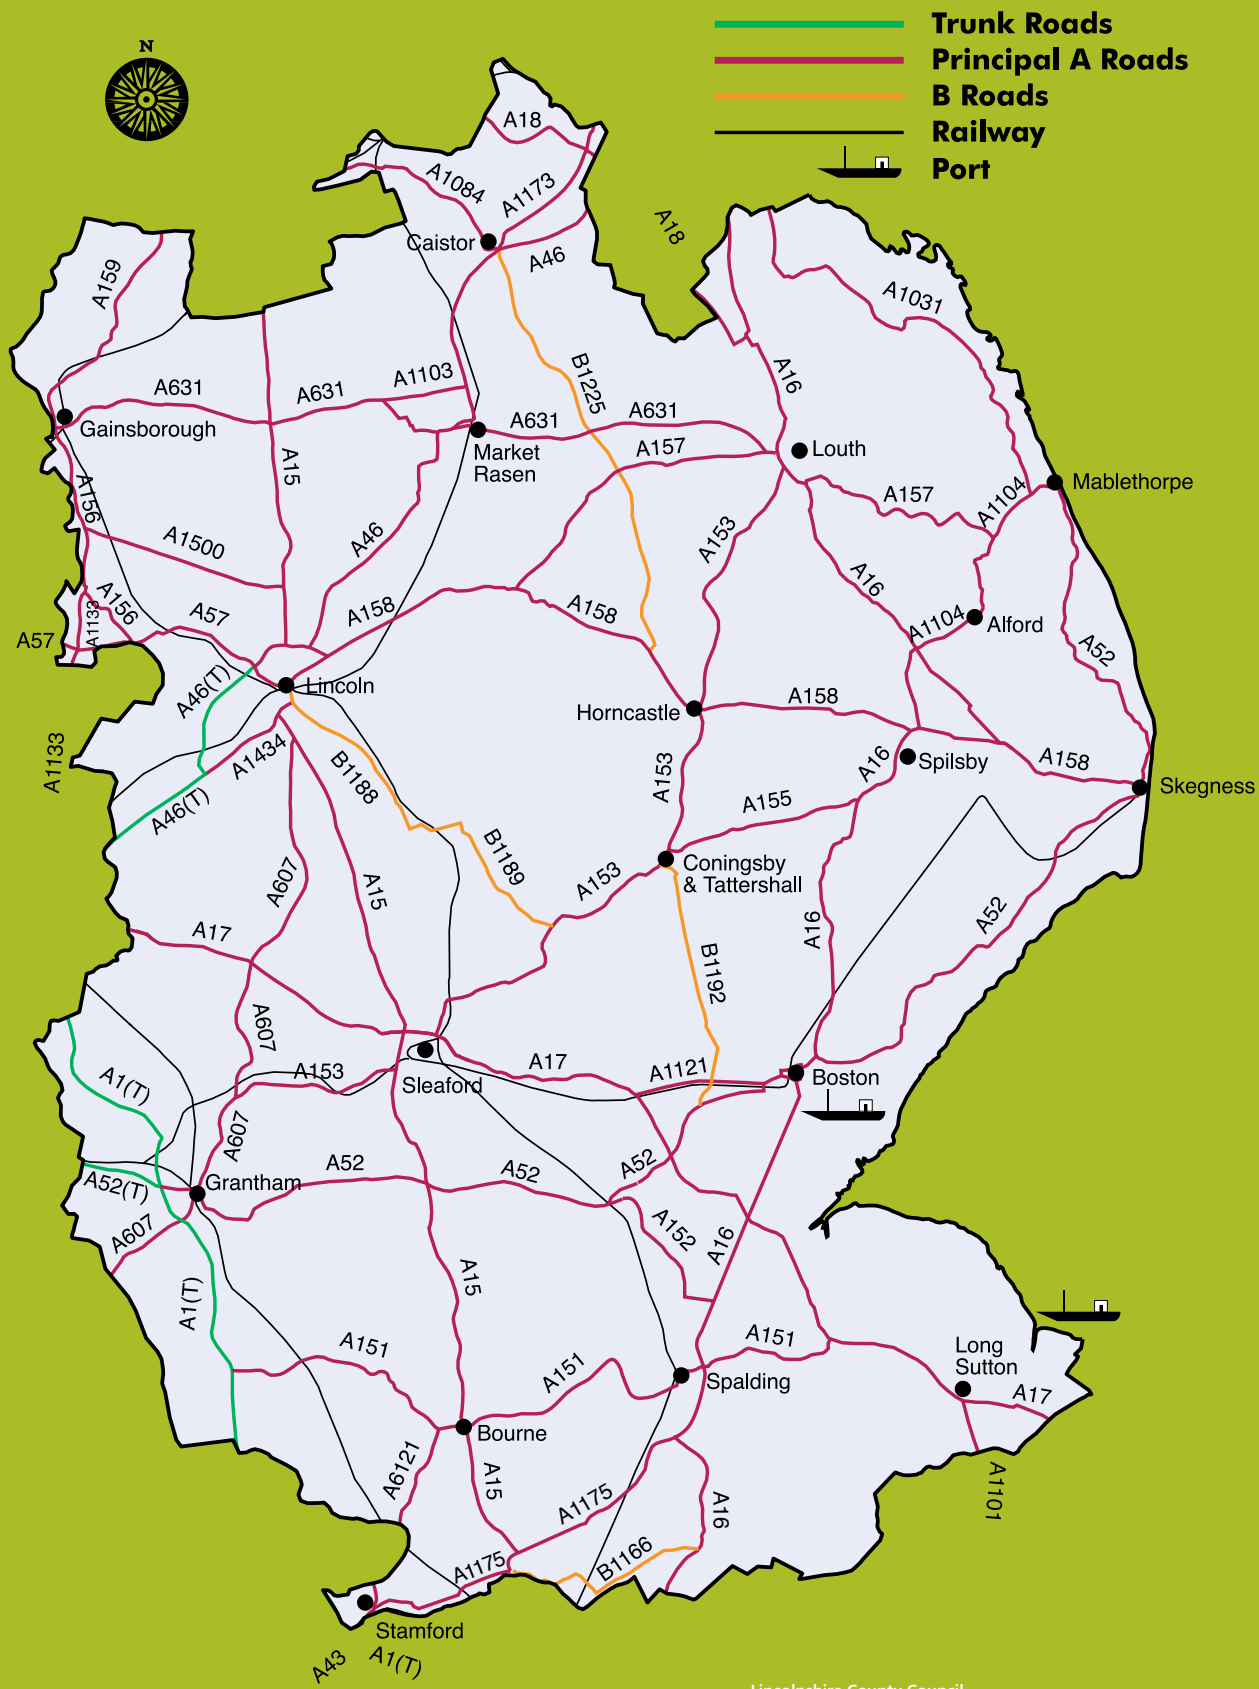 N
Trunk Roads
Principal A Roads
B Roads
Railway
Port
A18
A1084
A1173
A18
Caistor
A46
A159
A1031
A631
A631
A1103
B1225
A16
Gainsborough
A631
A631
Market
Rasen
A157
Louth
A15
A156
A157
A1104
Mablethorpe
A1500
A46
A153
A16
A156
A1133
A57
A158
A158
A1104
Alford
A57
A52
A46(T)
Lincoln
Horncastle
A158
A1133
A1434
B1188
A153
A16
Spilsby
A158
Skegness
A46(T)
A155
B1189
Coningsby
& Tattershall
A607
A15
A153
A17
A16
A52
B1192
A607
A153
Sleaford
A17
A1121
Boston
A1(T)
A607
A52
A52
A52
A52(T)
Grantham
A607
A152
A16
A1(T)
A15
A151
A151
A151
Long
Sutton
Spalding
A17
Bourne
A6121
A15
A1175
A16
A1101
A1175
B1166
Stamford
A43
A1(T)
Lincolnshire County Council